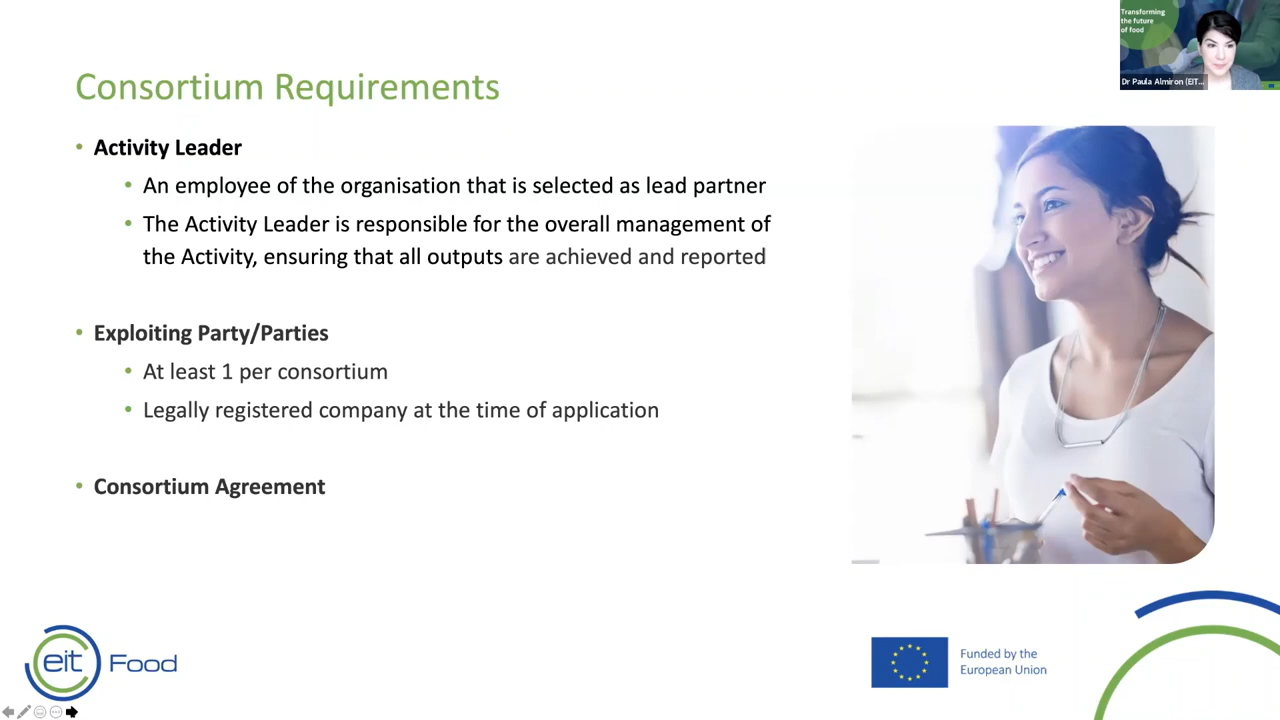 Transforming
the future
of food
Dr Paula Almiron (EIT...
Consortium Requirements
• Activity Leader
• An employee of the organisation that is selected as lead partner
• The Activity Leader is responsible for the overall management of
the Activity, ensuring that all outputs are achieved and reported
• Exploiting Party/Parties
• At least 1 per consortium
• Legally registered company at the time of application
• Consortium Agreement
eit Food
Funded by the
European Union